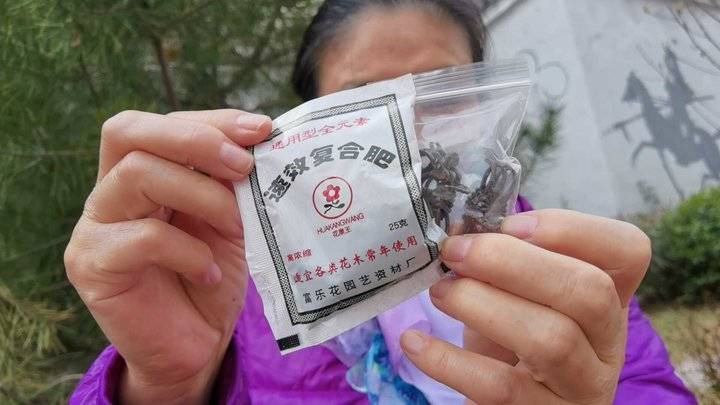 通用型全元素
速效复合肥
HUAKANGWANG
花康王
25克
高浓缩
适宜各类花木常年使用
富乐花园艺资材厂